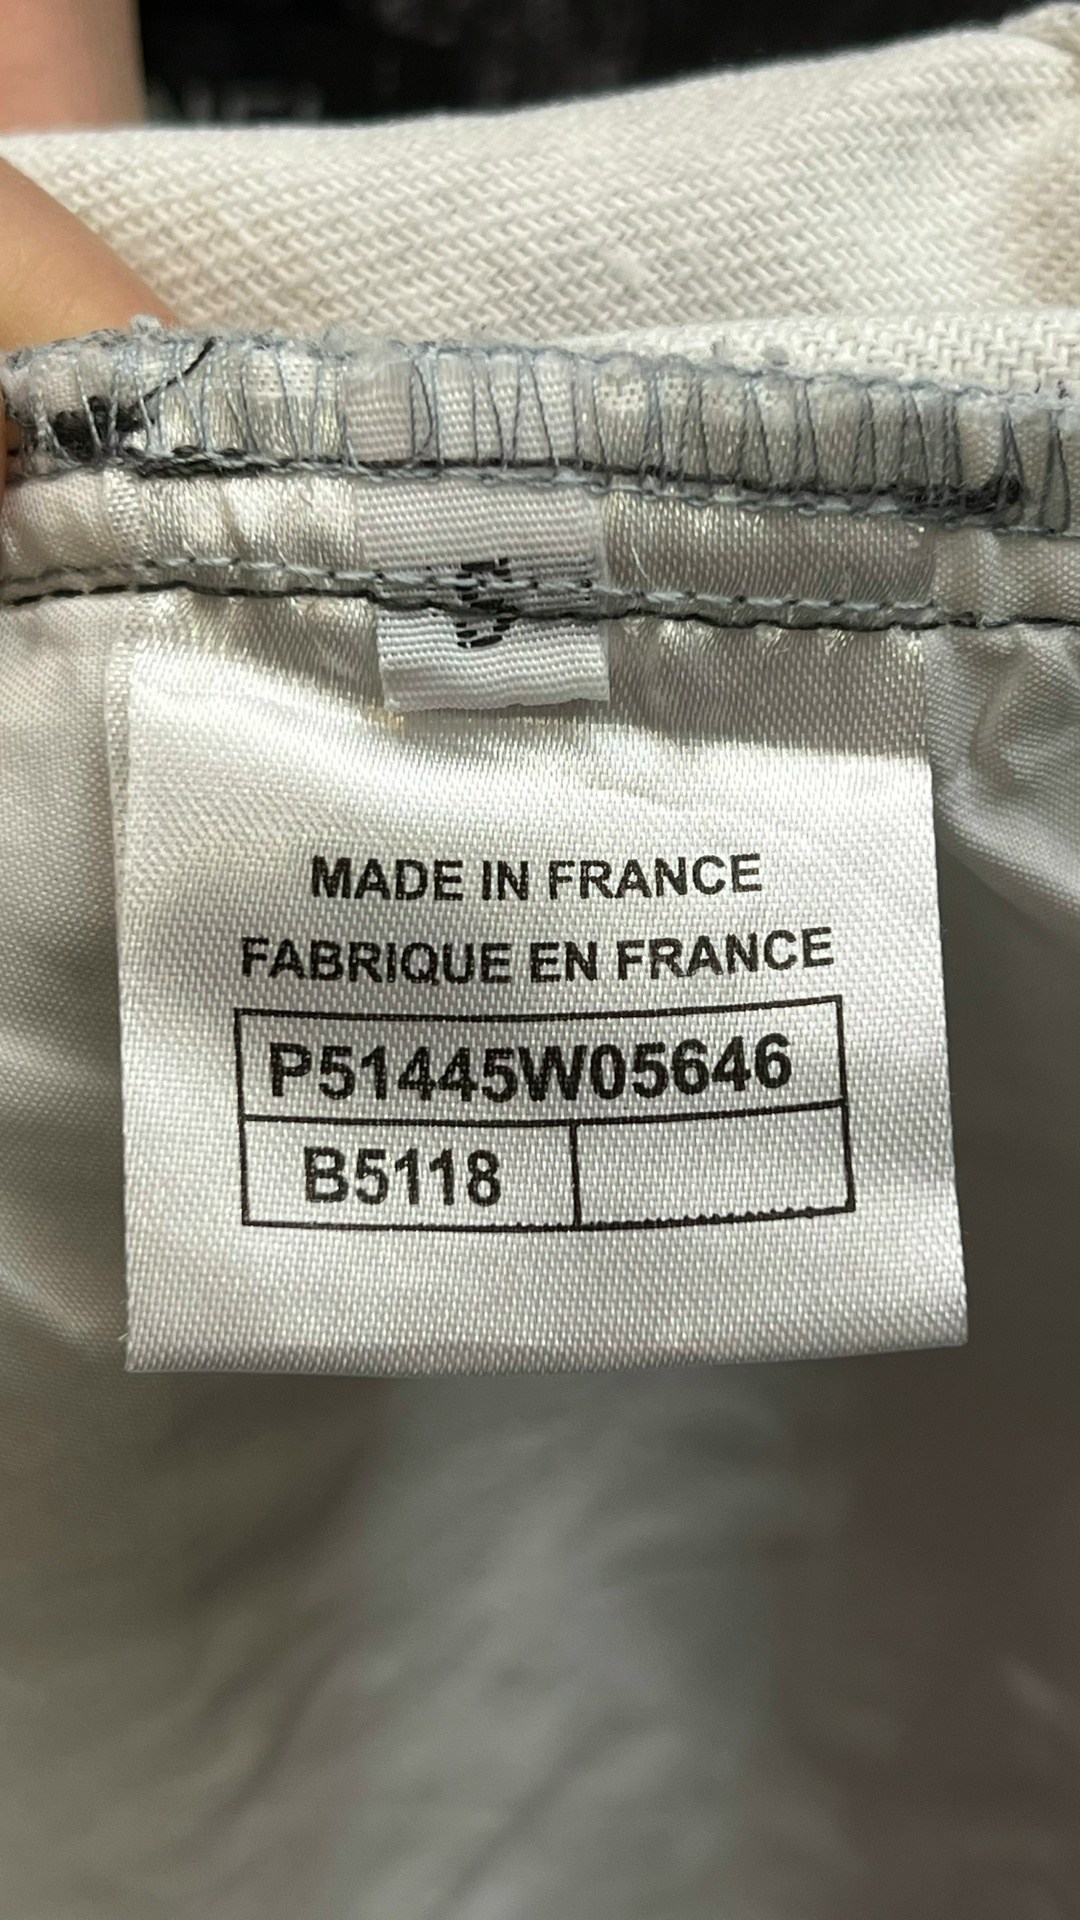 MADE IN FRANCE
FABRIQUE EN FRANCE
P51445W05646
B5118